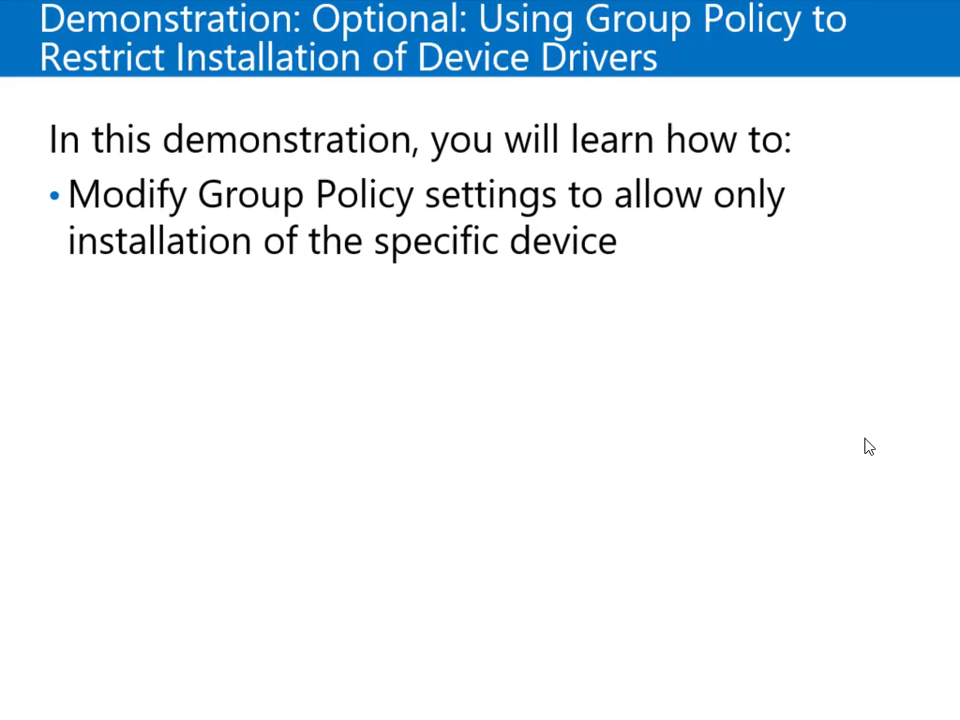 Demonstration: Optional: Using Group Policy to
Restrict Installation of Device Drivers
In this demonstration, you will learn how to:
• Modify Group Policy settings to allow only
installation of the specific device